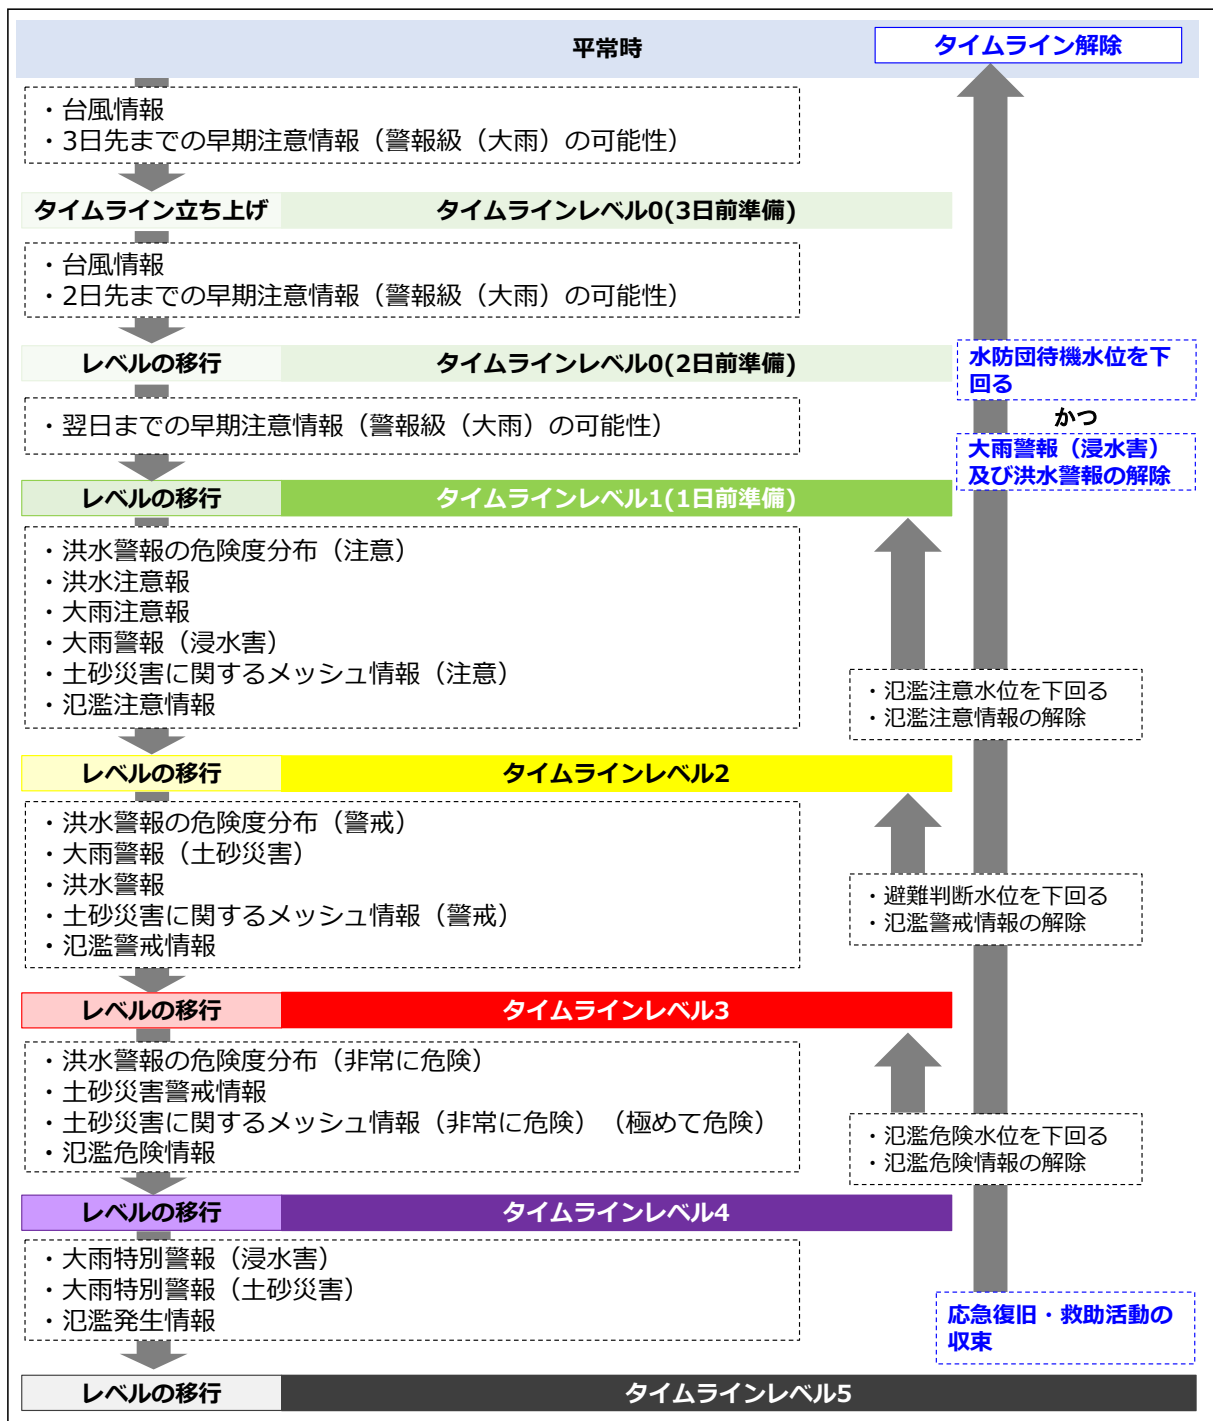 平常時
タイムライン解除
・台風情報
・3日先までの早期注意情報（警報級（大雨）の可能性）
タイムライン立ち上げ
タイムラインレベル0(3日前準備)
・台風情報
・2日先までの早期注意情報（警報級（大雨）の可能性）
レベルの移行
タイムラインレベル0(2日前準備)
・翌日までの早期注意情報（警報級（大雨）の可能性）
レベルの移行
タイムラインレベル1(1日前準備)
・洪水警報の危険度分布（注意）
・洪水注意報
・大雨注意報
・大雨警報（浸水害）
・土砂災害に関するメッシュ情報（注意）
・氾濫注意情報
レベルの移行
タイムラインレベル2
・洪水警報の危険度分布（警戒）
・大雨警報（土砂災害）
・洪水警報
・土砂災害に関するメッシュ情報（警戒）
・氾濫警戒情報
レベルの移行
タイムラインレベル3
・洪水警報の危険度分布（非常に危険）
・土砂災害警戒情報
・土砂災害に関するメッシュ情報（非常に危険）（極めて危険）
・氾濫危険情報
レベルの移行
タイムラインレベル4
・大雨特別警報（浸水害）
・大雨特別警報（土砂災害）
・氾濫発生情報
レベルの移行
タイムラインレベル5
水防団待機水位を下
回る
かつ
大雨警報（浸水害）
及び洪水警報の解除
・氾濫注意水位を下回る
・氾濫注意情報の解除
・避難判断水位を下回る
・氾濫警戒情報の解除
・氾濫危険水位を下回る
・氾濫危険情報の解除
応急復旧・救助活動の
収束